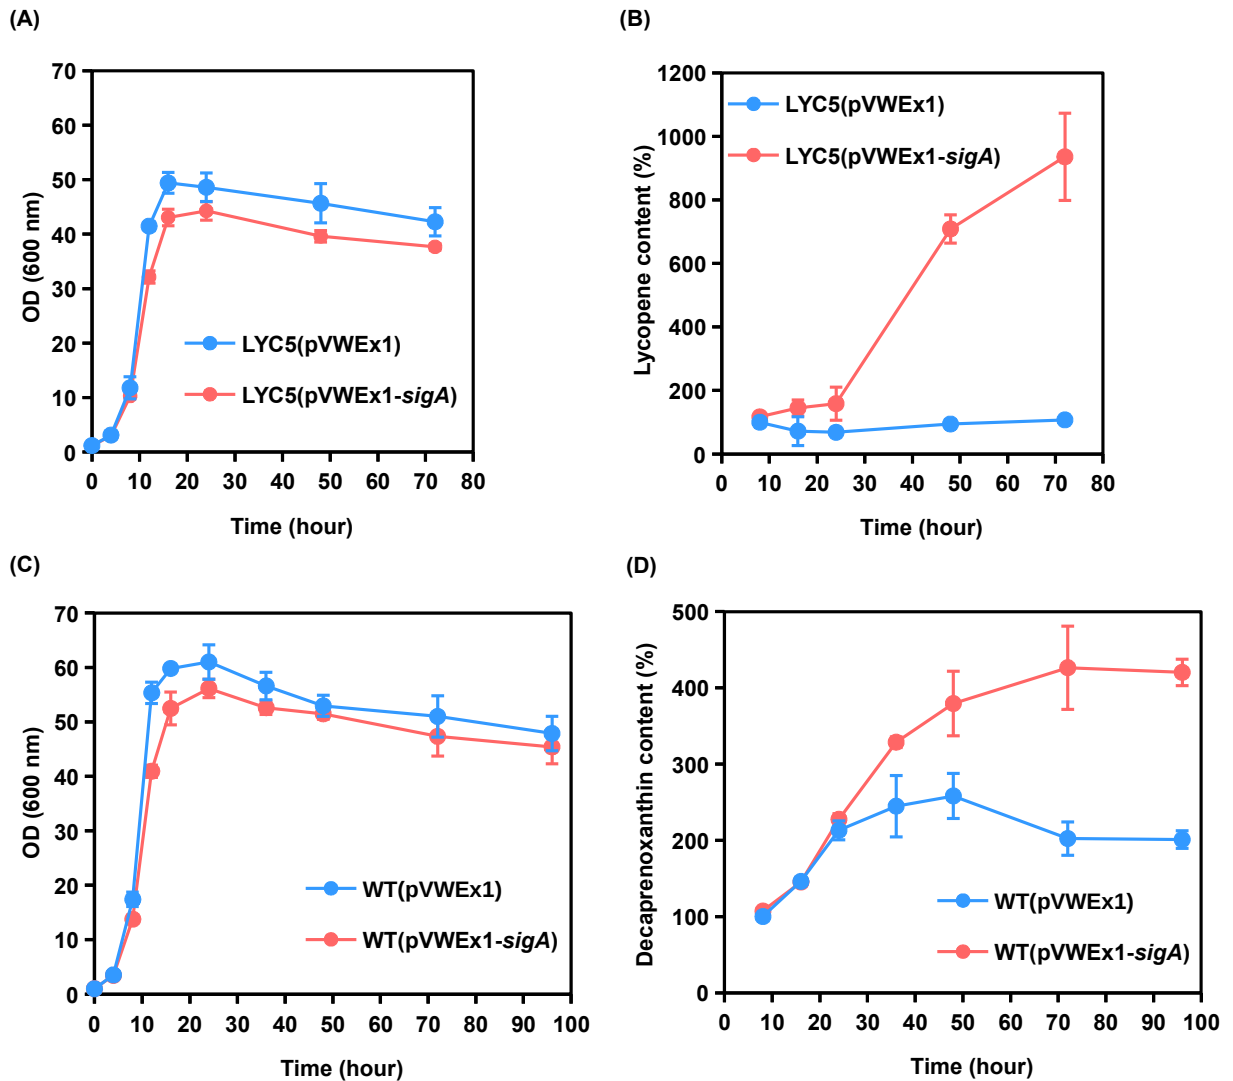 (A)
70
60
50
40
30
20
10
0
OD (600 nm)
LYC5(pVWEx1)
LYC5(pVWEx1-sigA)
0 10 20 30 40 50 60 70 80
Time (hour)
(B)
1200
1000
800
600
400
200
0
Lycopene content (%)
LYC5(pVWEx1)
LYC5(pVWEx1-sigA)
0 10 20 30 40 50 60 70 80
Time (hour)
(C)
70
60
50
40
30
20
10
0
OD (600 nm)
WT(pVWEx1)
WT(pVWEx1-sigA)
0 10 20 30 40 50 60 70 80 90 100
Time (hour)
(D)
500
400
300
200
100
0
Decaprenoxanthin content (%)
WT(pVWEx1)
WT(pVWEx1-sigA)
0 10 20 30 40 50 60 70 80 90 100
Time (hour)